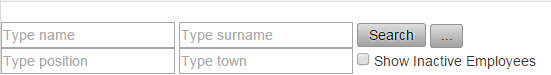 Type name Type surname Search ...
Type position Type town Show Inactive Employees